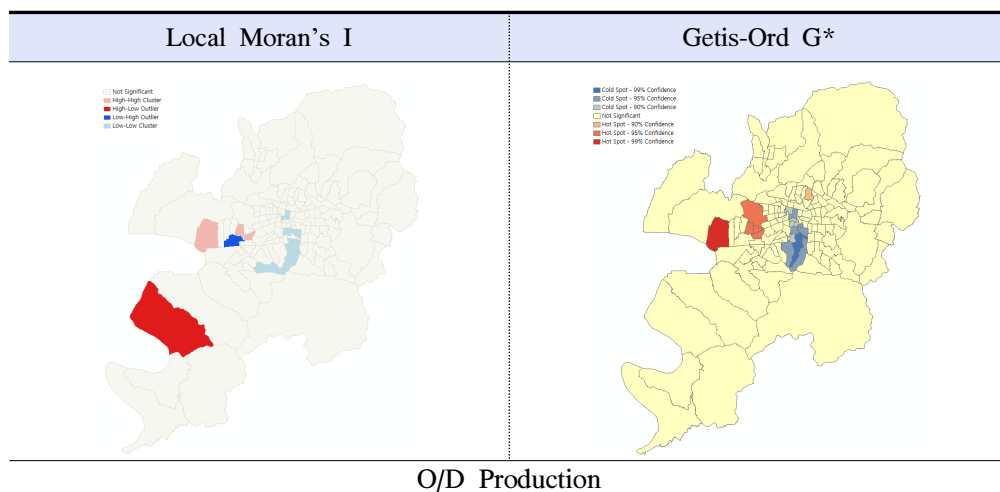 Local Moran's I
Getis-Ord G*
Not Significant
High-High Cluster
High-Low Outlier
Low-High Outlier
Low-Low Cluster
Cold Spot - 99% Confidence
Cold Spot - 95% Confidence
Cold Spot - 90% Confidence
Not Significant
Hot Spot - 90% Confidence
Hot Spot - 95% Confidence
Hot Spot - 99% Confidence
O/D Production